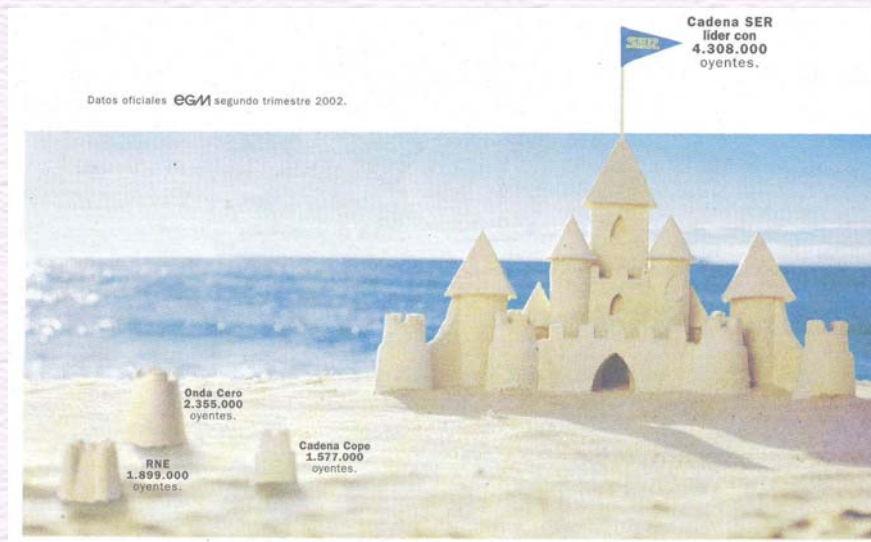 Cadena SER
líder con
4.308.000
oyentes.
SER
Datos oficiales EGM segundo trimestre 2002.
Onda Cero
2.355.000
oyentes.
Cadena Cope
1.577.000
oyentes.
RNE
1.899.000
oyentes.